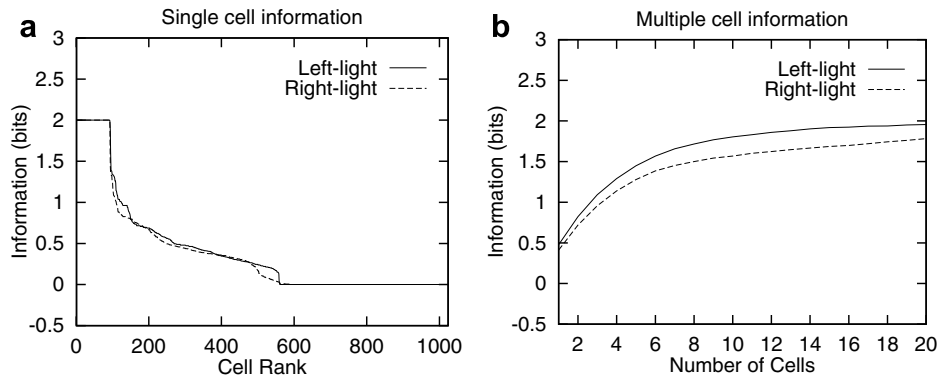 a
Single cell information
3
2.5
2
1.5
1
0.5
0
-0.5
Information (bits)
Left-light
Right-light
0 200 400 600 800 1000
Cell Rank
b
Multiple cell information
3
2.5
2
1.5
1
0.5
0
-0.5
Information (bits)
Left-light
Right-light
2 4 6 8 10 12 14 16 18 20
Number of Cells